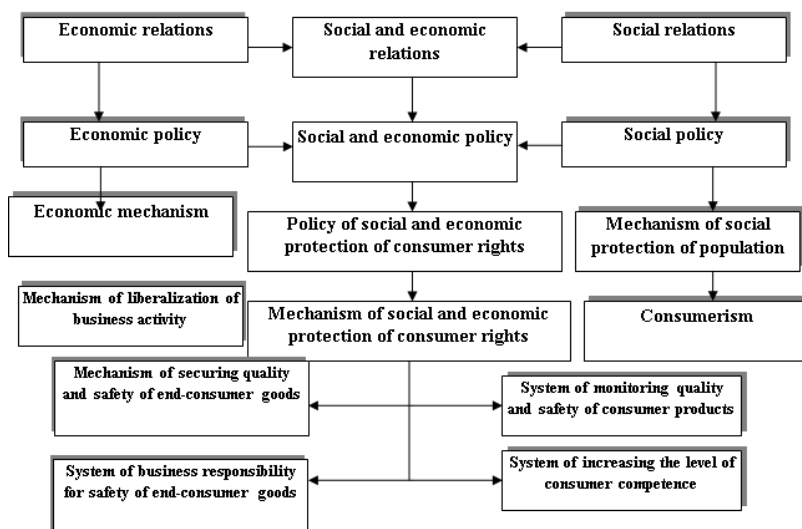 Economic relations
Social and economic
relations
Social relations
Economic policy
Social and economic policy
Social policy
Economic mechanism
Policy of social and economic
protection of consumer rights
Mechanism of social
protection of population
Mechanism of liberalization of
business activity
Mechanism of social and economic
protection of consumer rights
Consumerism
Mechanism of securing quality
and safety of end-consumer goods
System of monitoring quality
and safety of consumer products
System of business responsibility
for safety of end-consumer goods
System of increasing the level of
consumer competence